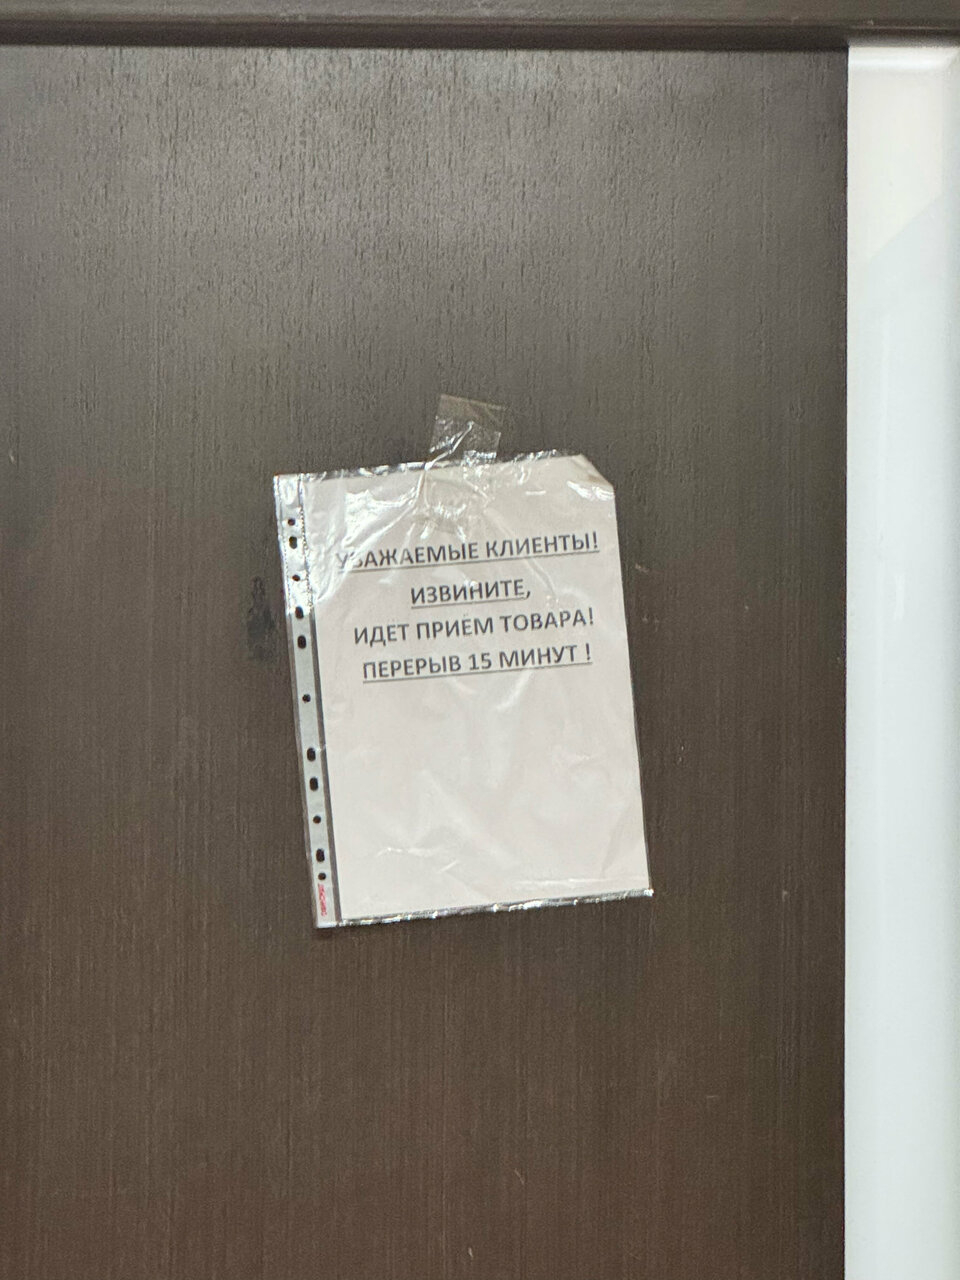 УВАЖАЕМЫЕ КЛИЕНТЫ!
ИЗВИНИТЕ,
ИДЕТ ПРИЁМ ТОВАРА!
ПЕРЕРЫВ 15 МИНУТ !